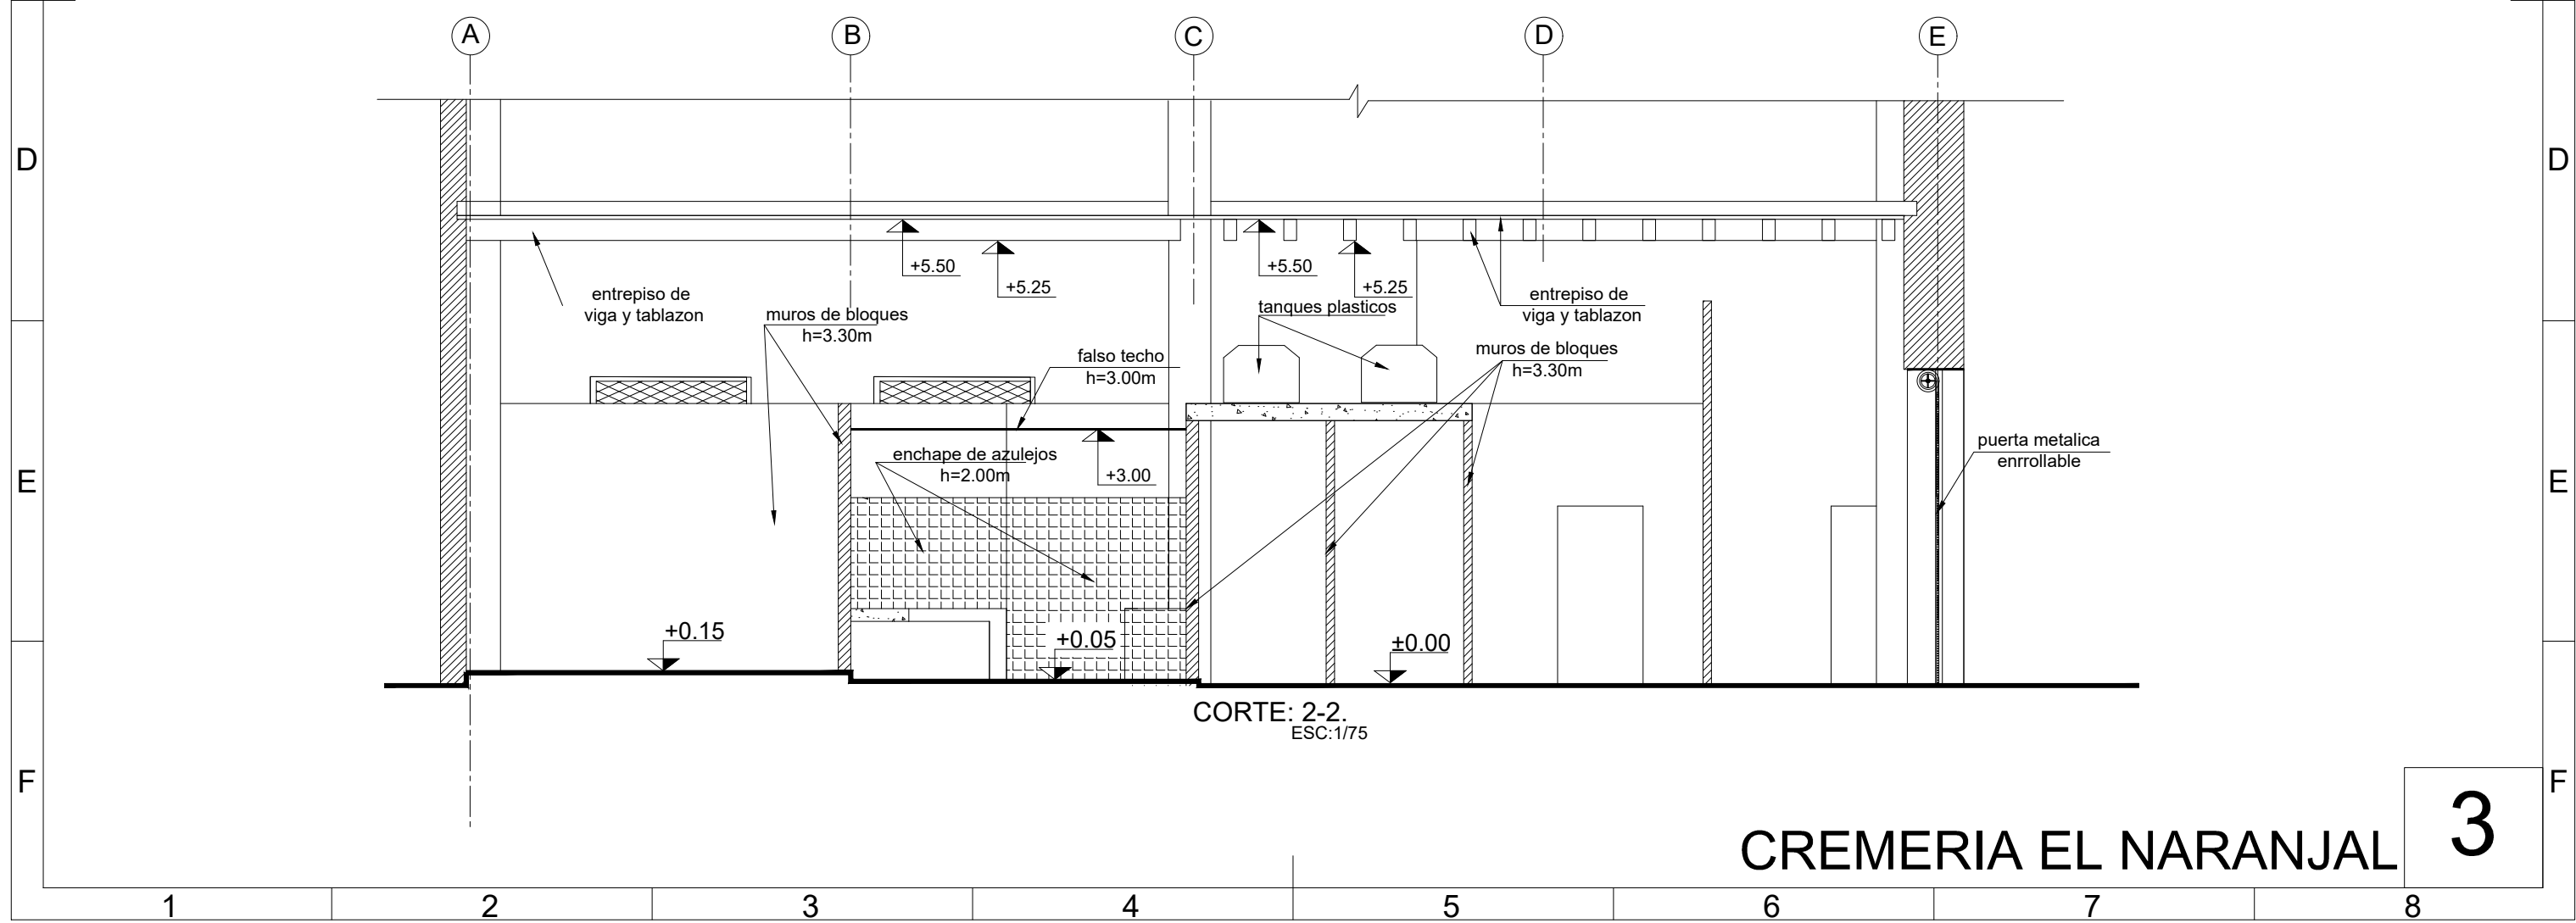 A
B
C
D
E
D
D
+5.50
+5.25
+5.50
+5.25
entrepiso de
viga y tablazon
muros de bloques
h=3.30m
falso techo
h=3.00m
tanques plasticos
entrepiso de
viga y tablazon
muros de bloques
h=3.30m
enchape de azulejos
h=2.00m
+3.00
puerta metalica
enrrollable
E
E
+0.15
+0.05
±0.00
CORTE: 2-2.
ESC:1/75
F
F
CREMERIA EL NARANJAL
3
1
2
3
4
5
6
7
8